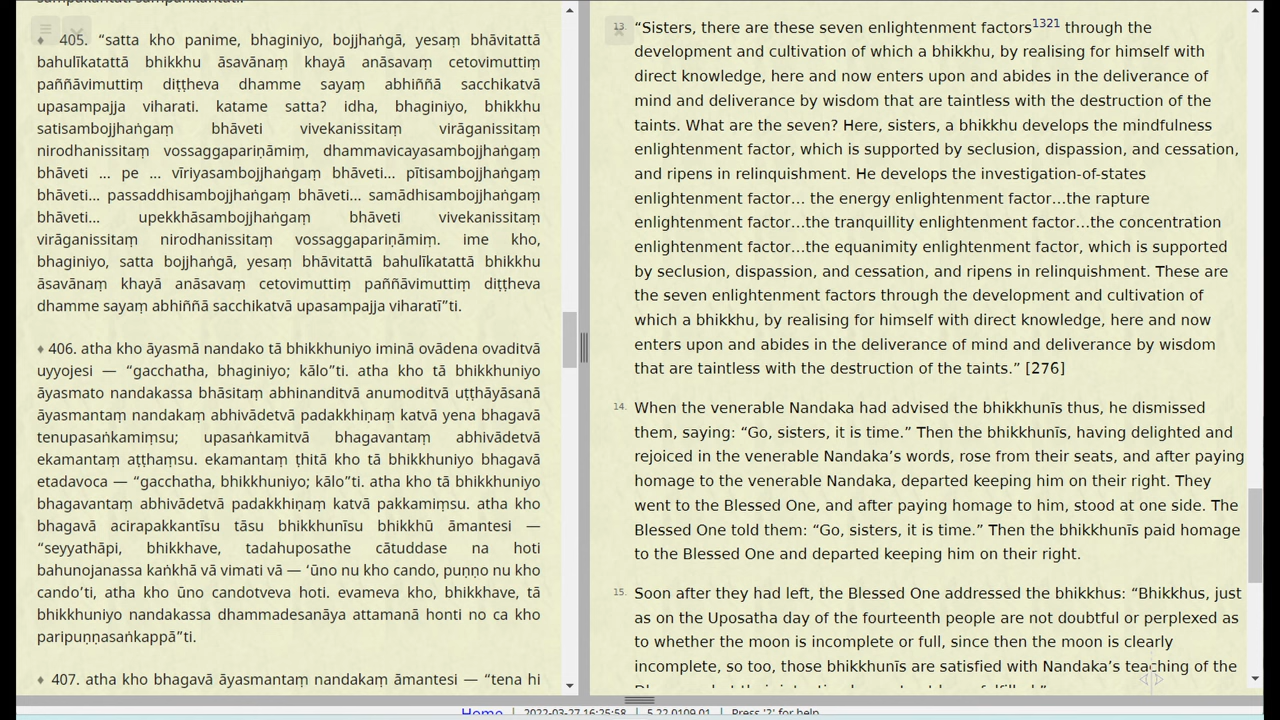 ♦ 405. “satta kho panime, bhaginiyo, bojjhaṅgā, yesaṃ bhāvitattā
bahulīkatattā bhikkhu āsavānaṃ khayā anāsavaṃ cetovimuttiṃ
paññāvimuttiṃ diṭṭheva dhamme sayaṃ abhiññā sacchikatvā
upasampajja viharati. katame satta? idha, bhaginiyo, bhikkhu
satisambojjhaṅgaṃ bhāveti vivekanissitaṃ virāganissitaṃ
nirodhanissitaṃ vossaggapariṇāmiṃ, dhammavicayasambojjhaṅgaṃ
bhāveti ... pe ... vīriyasambojjhaṅgaṃ bhāveti... pītisambojjhaṅgaṃ
bhāveti... passaddhisambojjhaṅgaṃ bhāveti... samādhisambojjhaṅgaṃ
bhāveti... upekkhāsambojjhaṅgaṃ bhāveti vivekanissitaṃ
virāganissitaṃ nirodhanissitaṃ vossaggapariṇāmiṃ. ime kho,
bhaginiyo, satta bojjhaṅgā, yesaṃ bhāvitattā bahulīkatattā bhikkhu
āsavānaṃ khayā anāsavaṃ cetovimuttiṃ paññāvimuttiṃ diṭṭheva
dhamme sayaṃ abhiññā sacchikatvā upasampajja viharatī”ti.
♦ 406. atha kho āyasmā nandako tā bhikkhuniyo iminā ovādena ovaditvā
uyyojesi — “gacchatha, bhaginiyo; kālo”ti. atha kho tā bhikkhuniyo
āyasmato nandakassa bhāsitaṃ abhinanditvā anumoditvā uṭṭhāyāsanā
āyasmantaṃ nandakaṃ abhivādetvā padakkhiṇaṃ katvā yena bhagavā
tenupasaṅkamiṃsu; upasaṅkamitvā bhagavantaṃ abhivādetvā
ekamantaṃ aṭṭhaṃsu. ekamantaṃ ṭhitā kho tā bhikkhuniyo bhagavā
etadavoca — “gacchatha, bhikkhuniyo; kālo”ti. atha kho tā bhikkhuniyo
bhagavantaṃ abhivādetvā padakkhiṇaṃ katvā pakkamiṃsu. atha kho
bhagavā acirapakkantīsu tāsu bhikkhunīsu bhikkhū āmantesi —
“seyyathāpi, bhikkhave, tadahuposathe cātuddase na hoti
bahunojanassa kaṅkhā vā vimati vā — ‘ūno nu kho cando, puṇṇo nu kho
cando’ti, atha kho ūno candotveva hoti. evameva kho, bhikkhave, tā
bhikkhuniyo nandakassa dhammadesanāya attamanā honti no ca kho
paripuṇṇasaṅkappā”ti.
♦ 407. atha kho bhagavā āyasmantaṃ nandakaṃ āmantesi — “tena hi
13. “Sisters, there are these seven enlightenment factors1321 through the
development and cultivation of which a bhikkhu, by realising for himself with
direct knowledge, here and now enters upon and abides in the deliverance of
mind and deliverance by wisdom that are taintless with the destruction of the
taints. What are the seven? Here, sisters, a bhikkhu develops the mindfulness
enlightenment factor, which is supported by seclusion, dispassion, and cessation,
and ripens in relinquishment. He develops the investigation-of-states
enlightenment factor… the energy enlightenment factor…the rapture
enlightenment factor…the tranquillity enlightenment factor…the concentration
enlightenment factor…the equanimity enlightenment factor, which is supported
by seclusion, dispassion, and cessation, and ripens in relinquishment. These are
the seven enlightenment factors through the development and cultivation of
which a bhikkhu, by realising for himself with direct knowledge, here and now
enters upon and abides in the deliverance of mind and deliverance by wisdom
that are taintless with the destruction of the taints.” [276]
14. When the venerable Nandaka had advised the bhikkhunīs thus, he dismissed
them, saying: “Go, sisters, it is time.” Then the bhikkhunīs, having delighted and
rejoiced in the venerable Nandaka’s words, rose from their seats, and after paying
homage to the venerable Nandaka, departed keeping him on their right. They
went to the Blessed One, and after paying homage to him, stood at one side. The
Blessed One told them: “Go, sisters, it is time.” Then the bhikkhunīs paid homage
to the Blessed One and departed keeping him on their right.
15. Soon after they had left, the Blessed One addressed the bhikkhus: “Bhikkhus, just
as on the Uposatha day of the fourteenth people are not doubtful or perplexed as
to whether the moon is incomplete or full, since then the moon is clearly
incomplete, so too, those bhikkhunīs are satisfied with Nandaka’s teaching of the
Home | 2022-03-27 16:25:58 | 5.22.0109.01 | Press '?' for help